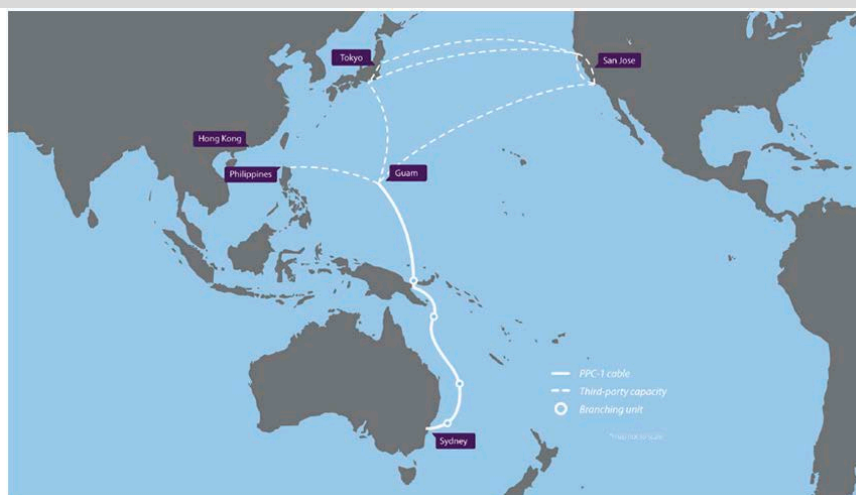 Tokyo
San Jose
Hong Kong
Philippines
Guam
PPC-1 cable
Third-party capacity
Branching unit
Sydney